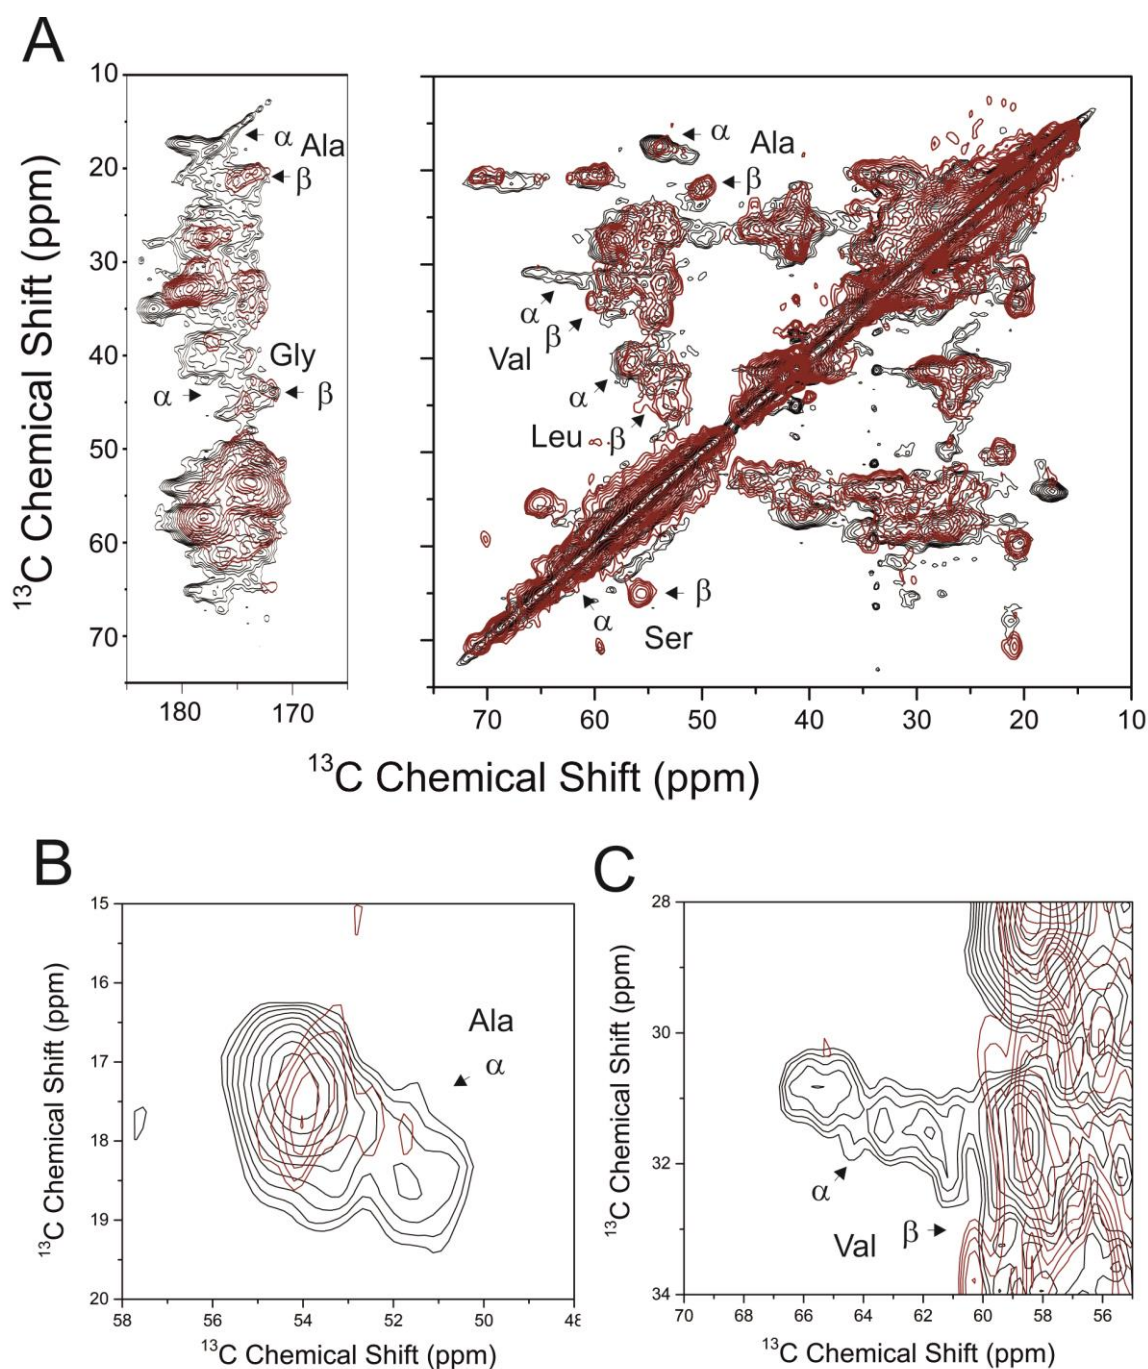 A
10
20
30
40
50
60
70
¹³C Chemical Shift (ppm)
α
Ala
β
Gly
α
β
180
170
α
Ala
β
α
β
Val
α
Leu
β
β
α
Ser
70
60
50
40
30
20
10
¹³C Chemical Shift (ppm)
B
15
16
17
18
19
20
¹³C Chemical Shift (ppm)
Ala
α
58
56
54
52
50
48
¹³C Chemical Shift (ppm)
C
28
30
32
34
¹³C Chemical Shift (ppm)
α
Val
β
70
68
66
64
62
60
58
56
¹³C Chemical Shift (ppm)